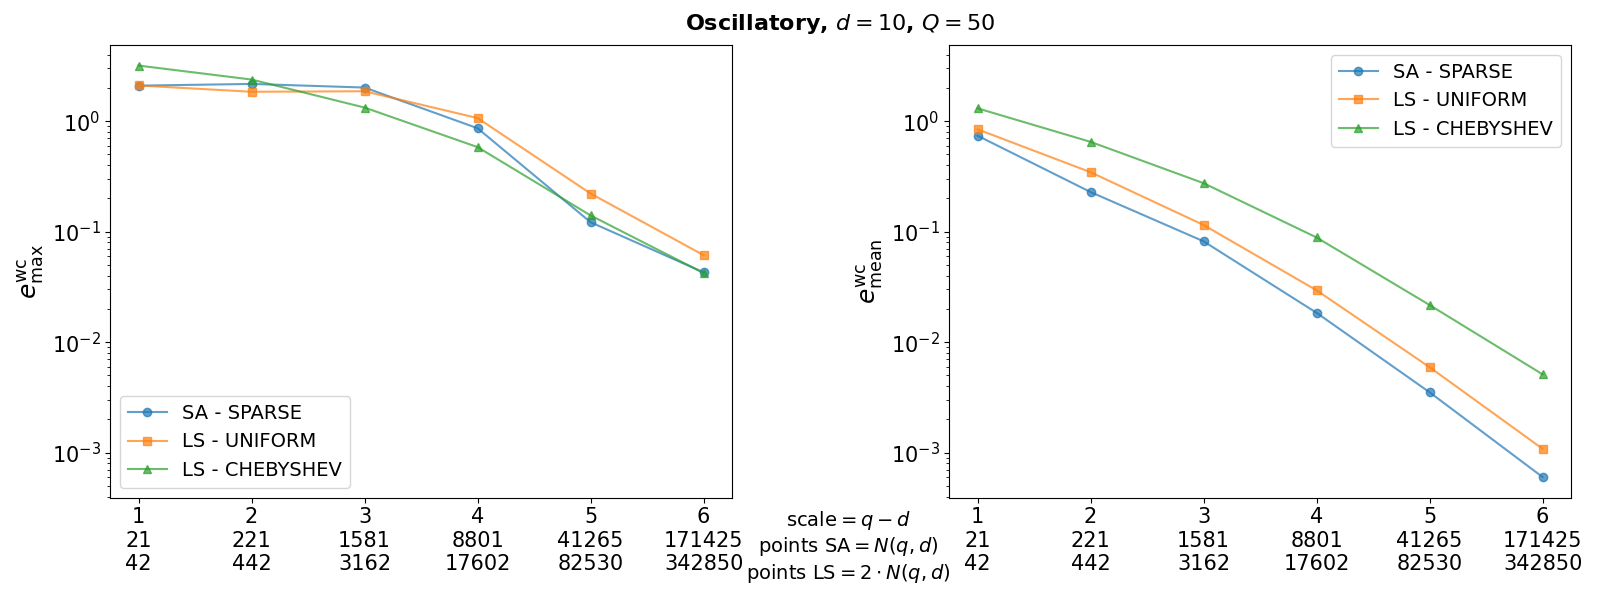 Oscillatory, d = 10, Q = 50
e^wc_max
10^0
10^-1
10^-2
10^-3
SA - SPARSE
LS - UNIFORM
LS - CHEBYSHEV
1 2 3 4 5 6
21 221 1581 8801 41265 171425
42 442 3162 17602 82530 342850
scale = q − d
points SA = N(q, d)
points LS = 2 · N(q, d)
e^wc_mean
10^0
10^-1
10^-2
10^-3
SA - SPARSE
LS - UNIFORM
LS - CHEBYSHEV
1 2 3 4 5 6
21 221 1581 8801 41265 171425
42 442 3162 17602 82530 342850